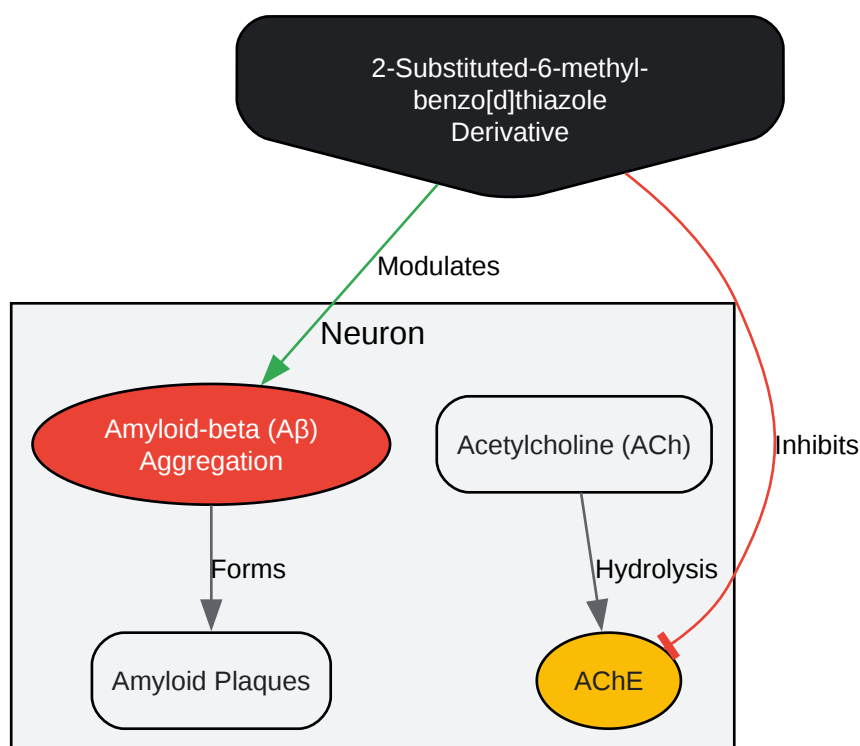 2-Substituted-6-methyl-
benzo[d]thiazole
Derivative
Modulates
Neuron
Amyloid-beta (Aβ)
Aggregation
Acetylcholine (ACh)
Inhibits
Forms
Hydrolysis
Amyloid Plaques
AChE